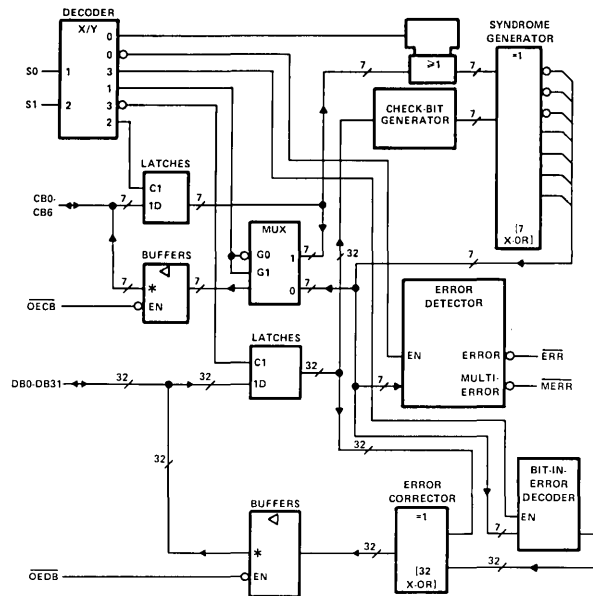 DECODER
X/Y
0
0
3
1
3
2
S0
1
S1
2
SYNDROME
GENERATOR
=1
[7
X-OR]
≥1
7
7
CHECK-BIT
GENERATOR
7
LATCHES
C1
1D
CB0-
CB6
7
7
MUX
G0
G1
1
0
7
7
32
7
BUFFERS
*
EN
7
7
OECB
ERROR
DETECTOR
EN
ERROR
MULTI-
ERROR
ERR
MERR
7
LATCHES
C1
1D
DB0-DB31
32
32
32
32
32
BIT-IN-
ERROR
DECODER
EN
7
ERROR
CORRECTOR
=1
[32
X-OR]
32
32
BUFFERS
*
EN
OEDB